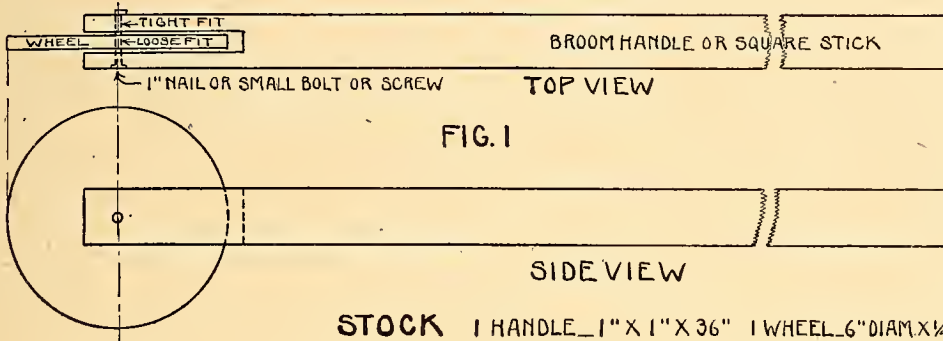 TIGHT FIT
WHEEL LOOSE FIT
BROOM HANDLE OR SQUARE STICK
1" NAIL OR SMALL BOLT OR SCREW
TOP VIEW
FIG. 1
SIDE VIEW
STOCK 1 HANDLE_1" X 1" X 36" 1 WHEEL_6" DIAM. X